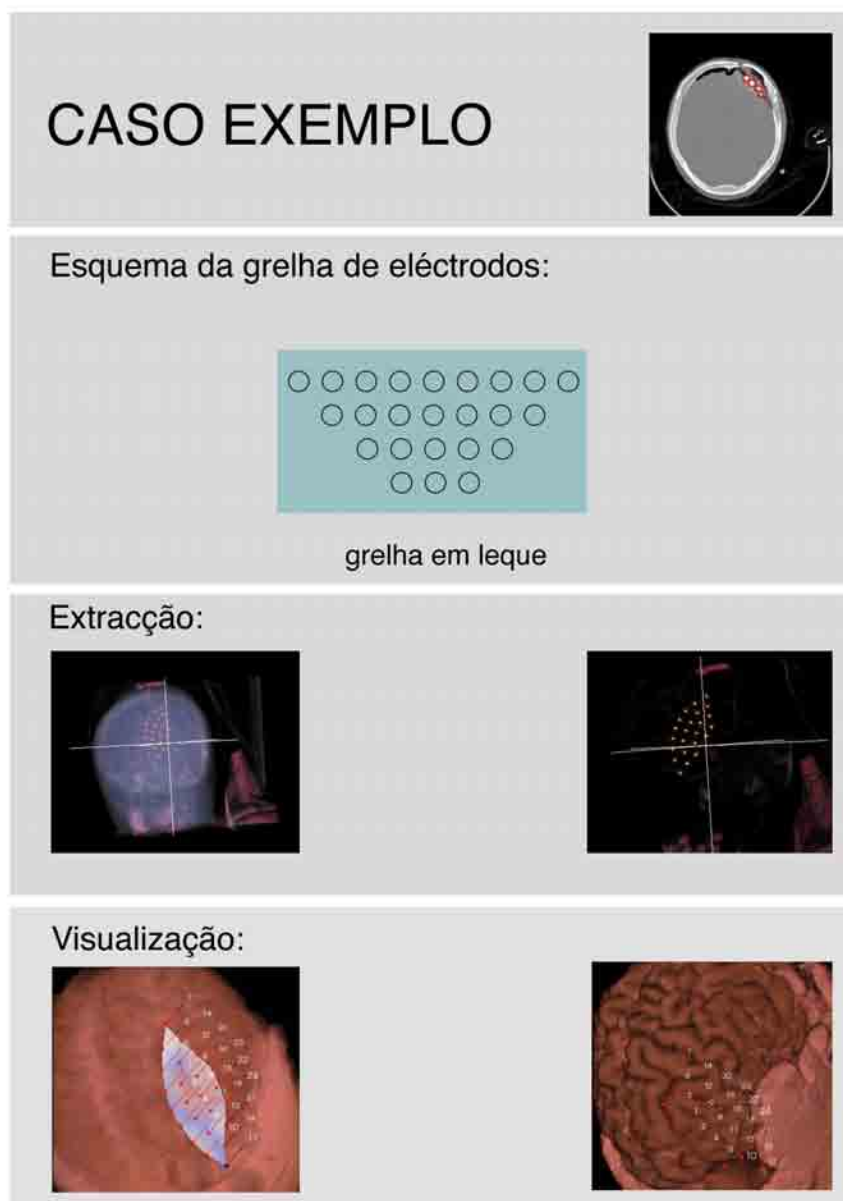 CASO EXEMPLO
Esquema da grelha de eléctrodos:
grelha em leque
Extracção:
Visualização: